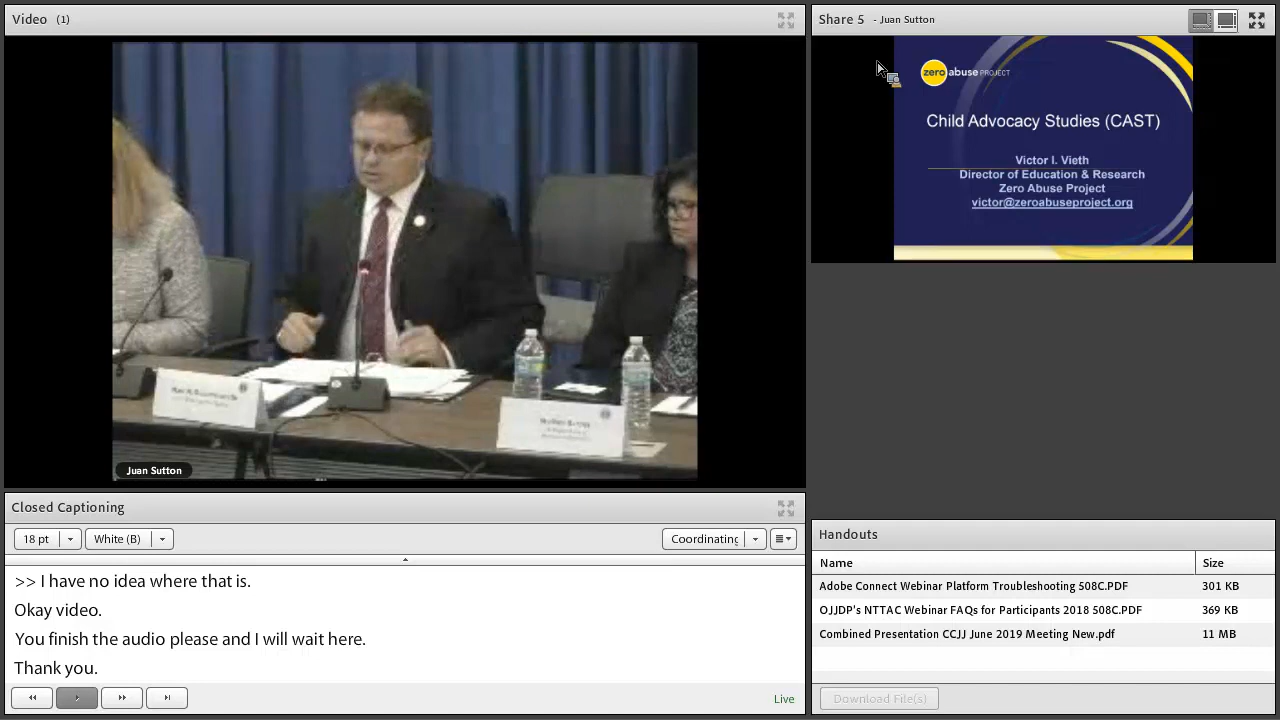 Video (1)
Juan Sutton
Share 5 - Juan Sutton
zero abuse PROJECT
Child Advocacy Studies (CAST)
Victor I. Vieth
Director of Education & Research
Zero Abuse Project
victor@zeroabuseproject.org
Closed Captioning
18 pt White (B) Coordinating
>> I have no idea where that is.
Okay video.
You finish the audio please and I will wait here.
Thank you.
Live
Handouts
Name Size
Adobe Connect Webinar Platform Troubleshooting 508C.PDF 301 KB
OJJDP's NTTAC Webinar FAQs for Participants 2018 508C.PDF 369 KB
Combined Presentation CCJJ June 2019 Meeting New.pdf 11 MB
Download File(s)